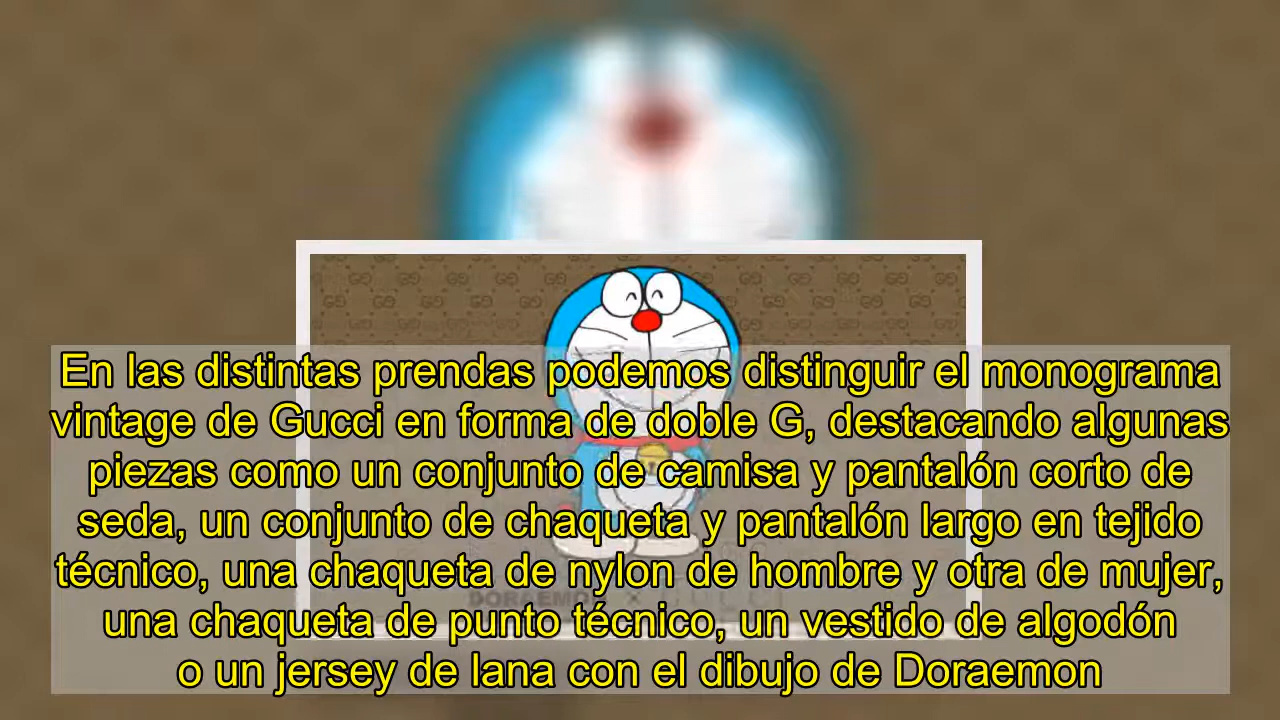 En las distintas prendas podemos distinguir el monograma
vintage de Gucci en forma de doble G, destacando algunas
piezas como un conjunto de camisa y pantalón corto de
seda, un conjunto de chaqueta y pantalón largo en tejido
técnico, una chaqueta de nylon de hombre y otra de mujer,
DORAEMON × GUCCI
una chaqueta de punto técnico, un vestido de algodón
o un jersey de lana con el dibujo de Doraemon